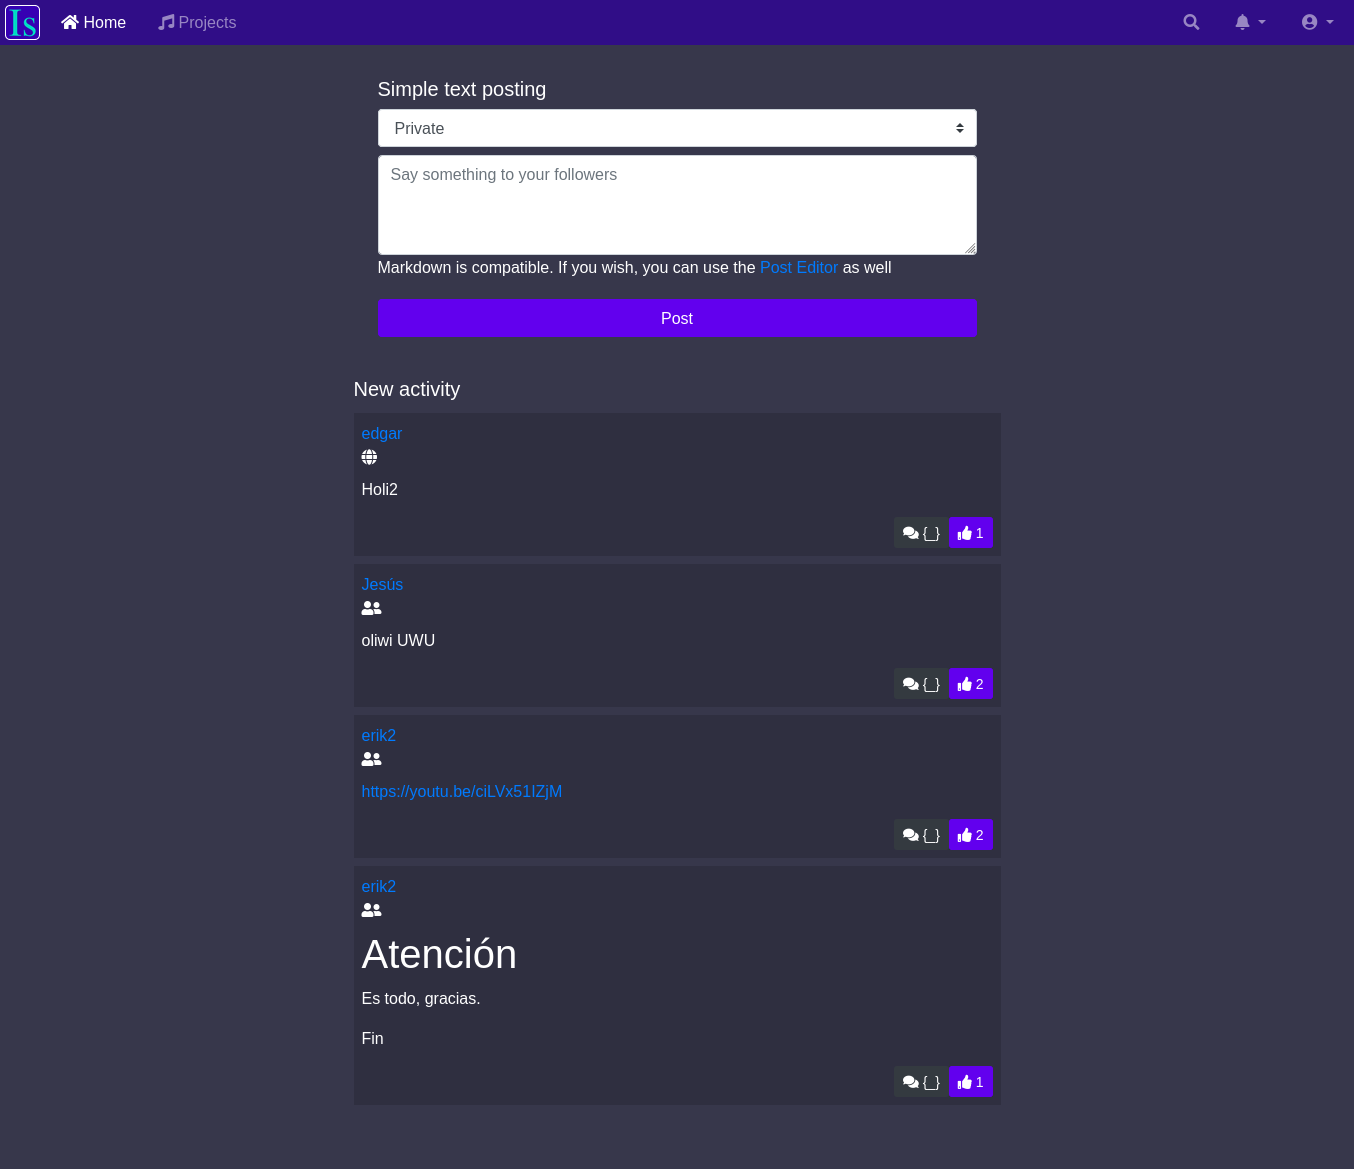 Is
Home
Projects
Simple text posting
Private
Say something to your followers
Markdown is compatible. If you wish, you can use the Post Editor as well
Post
New activity
edgar
Holi2
{_} 1
Jesús
oliwi UWU
{_} 2
erik2
https://youtu.be/ciLVx51IZjM
{_} 2
erik2
Atención
Es todo, gracias.
Fin
{_} 1